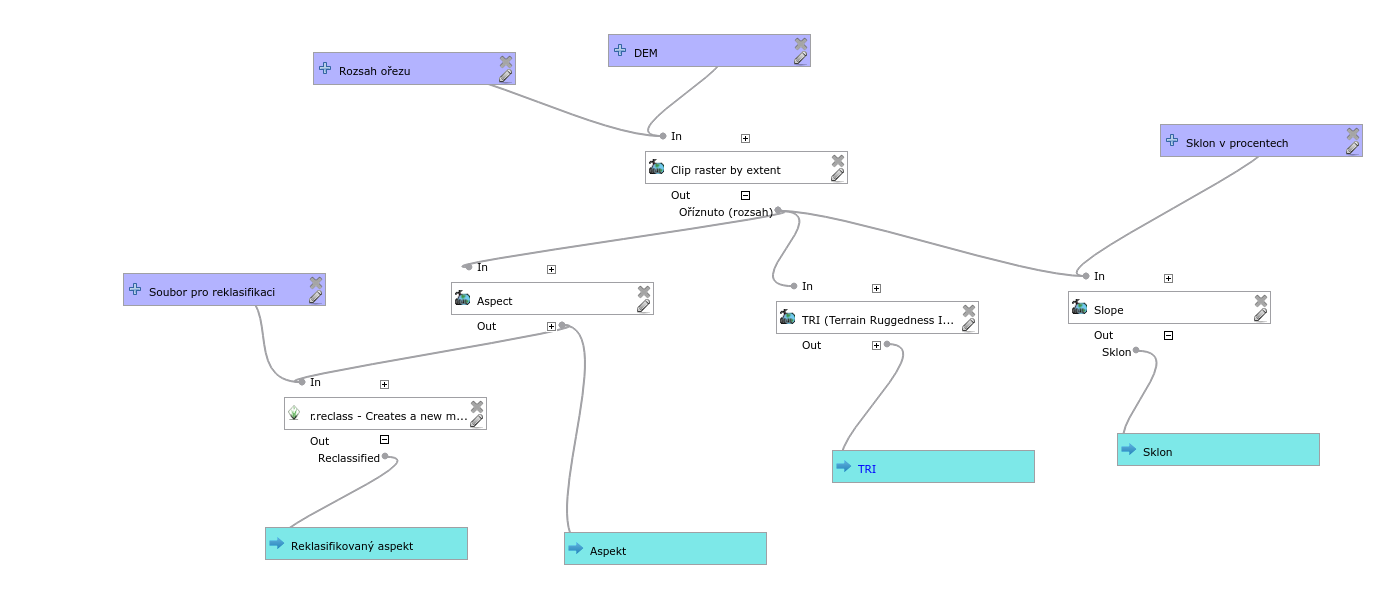 DEM
Rozsah ořezu
In
Sklon v procentech
Clip raster by extent
Out
Oříznuto (rozsah)
In
In
In
Soubor pro reklasifikaci
Aspect
TRI (Terrain Ruggedness I...
Slope
Out
Out
Out
Sklon
In
r.reclass - Creates a new m...
Out
Reclassified
Sklon
TRI
Reklasifikovaný aspekt
Aspekt